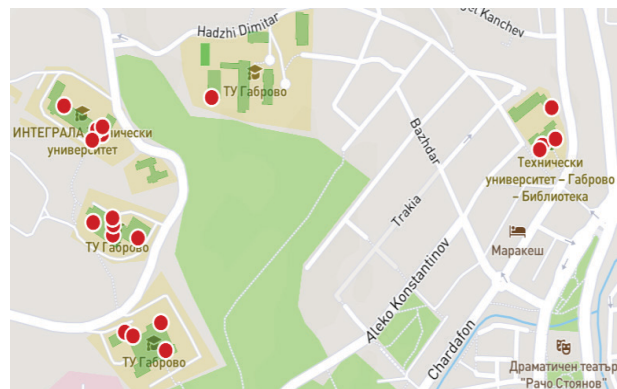 Hadzhi Dimitar
Kanchev
ТУ Габрово
ИНТЕГРАЛА
университет
Bazhdar
Технически
университет – Габрово
– Библиотека
Trakia
ТУ Габрово
Маракеш
Aleko Konstantinov
Chardafon
ТУ Габрово
Драматичен театър
"Рачо Стоянов"